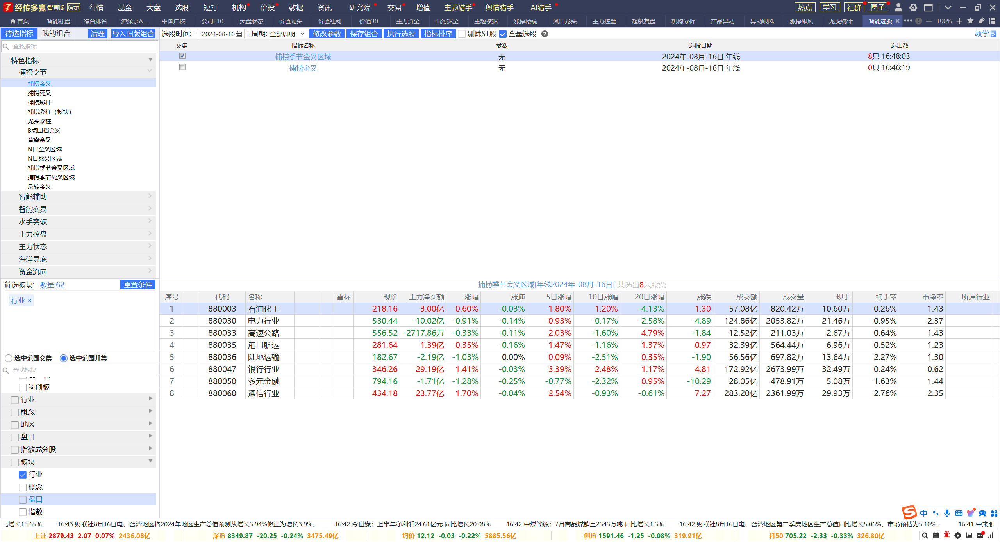 经传多赢 智尊版 演示 行情 基金 大盘 选股 短打 机构 价投 数据 资讯 研究院 交易 增值 主题猎手 舆情猎手 AI猎手 热点 学习 社群 圈子
首页 智能盯盘 综合排名 沪深京A... 中国广核 公司F10 大盘状态 价值龙头 价值红利 价值30 主力资金 出海掘金 主题挖掘 涨停棱镜 风口龙头 主力控盘 超级复盘 机构分析 产品异动 异动跟风 涨停跟风 龙虎统计 智能选股 × ••• 100%
待选指标 我的组合 清理 导入旧版组合 选股时间: - 2024-08-16 + 周期: 全部周期 修改参数 保存组合 执行选股 指标排序 剔除ST股 全量选股 教学
查找指标
交集 指标名称 参数 选股日期 选出数
捕捞季节金叉区域 无 2024年-08月-16日 年线 8只 16:48:03
捕捞金叉 无 2024年-08月-16日 年线 0只 16:46:19
特色指标
捕捞季节
捕捞金叉
捕捞死叉
捕捞彩柱
捕捞彩柱（板块）
光头彩柱
B点回档金叉
背离金叉
N日金叉区域
N日死叉区域
捕捞季节金叉区域
捕捞季节死叉区域
反转金叉
智能辅助
智能交易
水手突破
主力控盘
主力状态
海洋寻底
资金流向
筛选板块: 数量:62 重置条件
行业 ×
选中范围交集 选中范围并集
查找板块
科创板
行业
概念
地区
盘口
指数成分股
板块
行业
概念
盘口
指数
捕捞季节金叉区域[年线2024年-08月-16日] 共选出8只股票
序号 代码 名称 雷标 现价 主力净买额 涨幅 涨速 5日涨幅 10日涨幅 20日涨幅 涨跌 成交额 成交量 现手 换手率 市净率 所属行业
1 880003 石油化工 218.16 3.00亿 0.60% -0.03% 1.80% 1.20% -4.13% 1.30 57.08亿 820.42万 10.60万 0.26% 1.43
2 880030 电力行业 530.44 -10.02亿 -0.91% -0.14% 0.93% -0.17% -2.58% -4.89 124.86亿 2053.82万 21.46万 0.95% 2.37
3 880033 高速公路 556.52 -2717.86万 -0.33% -0.11% 2.03% -1.60% 4.79% -1.84 12.52亿 211.03万 2.67万 0.64% 1.43
4 880035 港口航运 281.64 1.39亿 0.35% -0.16% 1.47% -1.16% 1.37% 0.97 32.39亿 564.44万 6.96万 0.52% 1.23
5 880036 陆地运输 182.67 -2.19亿 -1.03% 0.00% 0.09% -2.51% 0.35% -1.90 56.56亿 697.82万 13.64万 2.27% 1.30
6 880047 银行行业 346.26 29.19亿 1.41% -0.03% 3.39% 2.48% 1.17% 4.81 172.92亿 2673.99万 32.49万 0.24% 0.62
7 880050 多元金融 794.16 -1.71亿 -1.28% -0.25% -0.77% -2.32% 0.95% -10.29 28.05亿 478.91万 5.08万 1.63% 1.44
8 880060 通信行业 434.18 23.77亿 1.70% -0.04% 2.54% -0.93% -0.61% 7.27 283.20亿 2361.99万 29.93万 2.76% 2.35
中
增长15.65% 16:43 财联社8月16日电，台湾地区将2024年地区生产总值预测从增长3.94%修正为增长3.9%。 16:42 今世缘：上半年净利润24.61亿元 同比增长20.08% 16:42 中煤能源：7月商品煤销量2343万吨 同比增长1.3% 16:42 财联社8月16日电，台湾地区第二季度地区生产总值同比增长5.06%，市场预估为5.10%。 16:41 中来股
上证 2879.43 2.07 0.07% 2436.08亿 深指 8349.87 -20.25 -0.24% 3475.49亿 均价 12.12 -0.03 -0.22% 5885.56亿 创指 1591.46 -1.25 -0.08% 319.91亿 科50 705.22 -2.33 -0.33% 326.80亿